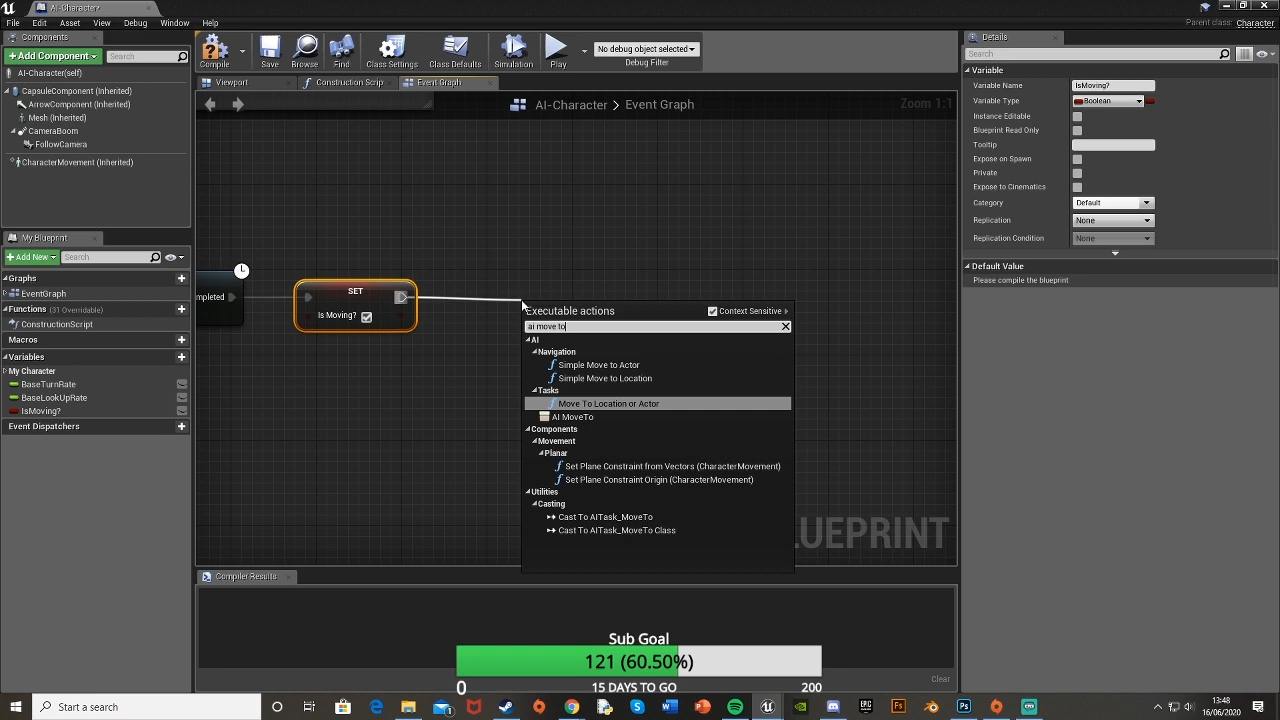 AI-Character*
File Edit Asset View Debug Window Help
Parent class: Character
Components
+ Add Component
Search
AI-Character(self)
CapsuleComponent (Inherited)
ArrowComponent (Inherited)
Mesh (Inherited)
CameraBoom
FollowCamera
CharacterMovement (Inherited)
My Blueprint
+ Add New
Search
Graphs
EventGraph
Functions (31 Overridable)
ConstructionScript
Macros
Variables
My Character
BaseTurnRate
BaseLookUpRate
IsMoving?
Event Dispatchers
Compile Save Browse Find Class Settings Class Defaults Simulation Play
No debug object selected
Debug Filter
Viewport Construction Scrip Event Graph
AI-Character > Event Graph
Zoom 1:1
mpleted
SET
Is Moving?
Executable actions
Context Sensitive
ai move to
AI
Navigation
Simple Move to Actor
Simple Move to Location
Tasks
Move To Location or Actor
AI MoveTo
Components
Movement
Planar
Set Plane Constraint from Vectors (CharacterMovement)
Set Plane Constraint Origin (CharacterMovement)
Utilities
Casting
Cast To AITask_MoveTo
Cast To AITask_MoveTo Class
LUEPRINT
Compiler Results
Clear
Details
Search
Variable
Variable Name IsMoving?
Variable Type Boolean
Instance Editable
Blueprint Read Only
Tooltip
Expose on Spawn
Private
Expose to Cinematics
Category Default
Replication None
Replication Condition None
Default Value
Please compile the blueprint
Sub Goal
121 (60.50%)
0 15 DAYS TO GO 200
Start a search
13:48
16/06/2020